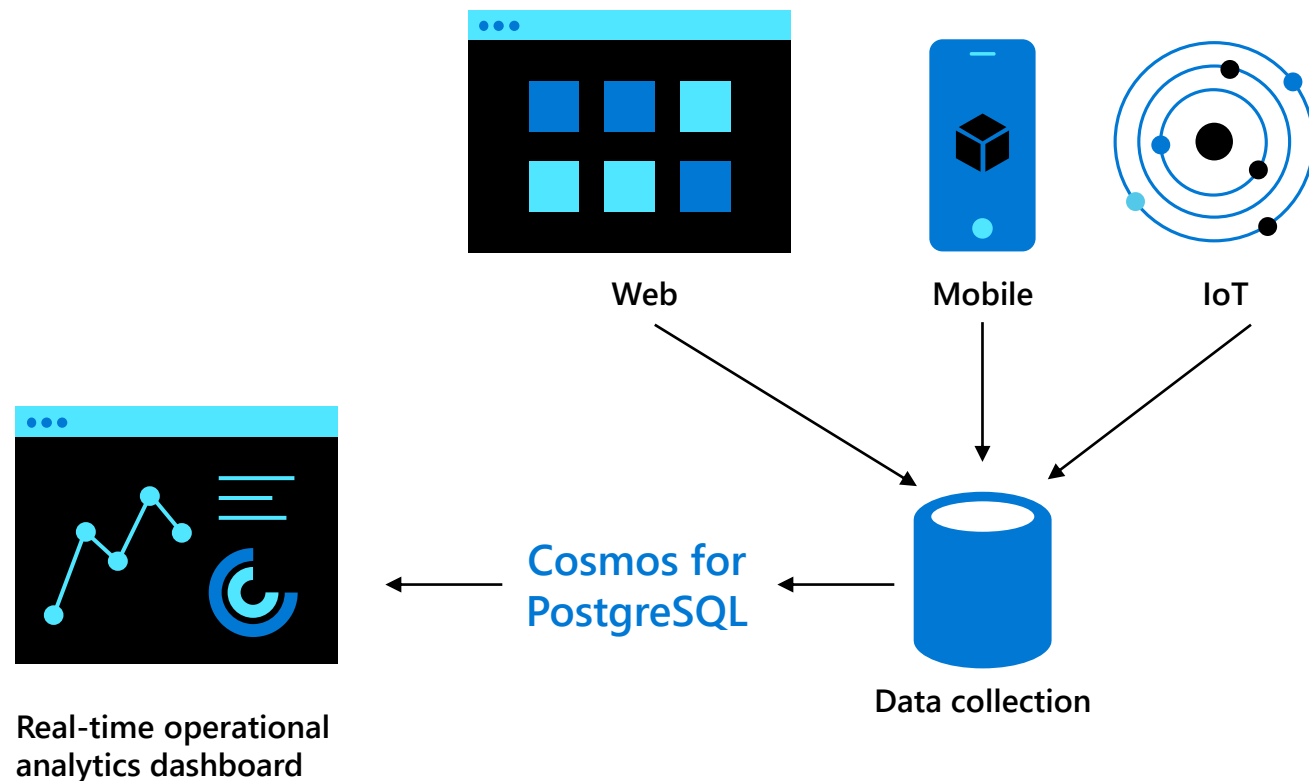 Web
Mobile
IoT
Cosmos for
PostgreSQL
Data collection
Real-time operational
analytics dashboard